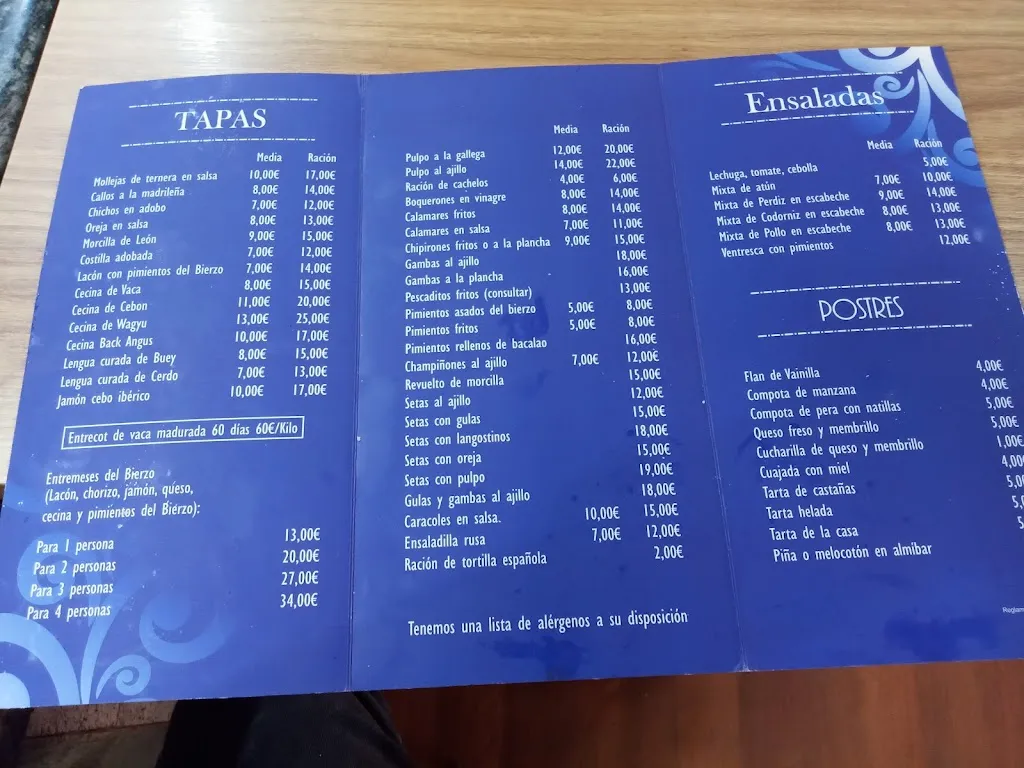 TAPAS
Media Ración
Mollejas de ternera en salsa 10,00€ 17,00€
Callos a la madrileña 8,00€ 14,00€
Chichos en adobo 7,00€ 12,00€
Oreja en salsa 8,00€ 13,00€
Morcilla de León 9,00€ 15,00€
Costilla adobada 7,00€ 12,00€
Lacón con pimientos del Bierzo 7,00€ 14,00€
Cecina de Vaca 8,00€ 15,00€
Cecina de Cebon 11,00€ 20,00€
Cecina de Wagyu 13,00€ 25,00€
Cecina Back Angus 10,00€ 17,00€
Lengua curada de Buey 8,00€ 15,00€
Lengua curada de Cerdo 7,00€ 13,00€
Jamón cebo ibérico 10,00€ 17,00€
Entrecot de vaca madurada 60 días 60€/Kilo
Entremeses del Bierzo
(Lacón, chorizo, jamón, queso,
cecina y pimientos del Bierzo):
Para 1 persona 13,00€
Para 2 personas 20,00€
Para 3 personas 27,00€
Para 4 personas 34,00€
Media Ración
Pulpo a la gallega 12,00€ 20,00€
Pulpo al ajillo 14,00€ 22,00€
Ración de cachelos 4,00€ 6,00€
Boquerones en vinagre 8,00€ 14,00€
Calamares fritos 8,00€ 14,00€
Calamares en salsa 7,00€ 11,00€
Chipirones fritos o a la plancha 9,00€ 15,00€
Gambas al ajillo 18,00€
Gambas a la plancha 16,00€
Pescaditos fritos (consultar) 13,00€
Pimientos asados del bierzo 5,00€ 8,00€
Pimientos fritos 5,00€ 8,00€
Pimientos rellenos de bacalao 16,00€
Champiñones al ajillo 7,00€ 12,00€
Revuelto de morcilla 15,00€
Setas al ajillo 12,00€
Setas con gulas 15,00€
Setas con langostinos 18,00€
Setas con oreja 15,00€
Setas con pulpo 19,00€
Gulas y gambas al ajillo 18,00€
Caracoles en salsa. 10,00€ 15,00€
Ensaladilla rusa 7,00€ 12,00€
Ración de tortilla española 2,00€
Tenemos una lista de alérgenos a su disposición
Ensaladas
Media Ración
Lechuga, tomate, cebolla 5,00€
Mixta de atún 7,00€ 10,00€
Mixta de Perdiz en escabeche 9,00€ 14,00€
Mixta de Codorniz en escabeche 8,00€ 13,00€
Mixta de Pollo en escabeche 8,00€ 13,00€
Ventresca con pimientos 12,00€
POSTRES
Flan de Vainilla 4,00€
Compota de manzana 4,00€
Compota de pera con natillas 5,00€
Queso freso y membrillo 5,00€
Cucharilla de queso y membrillo 1,00€
Cuajada con miel 4,00
Tarta de castañas 5,0
Tarta helada 5,0
Tarta de la casa 5
Piña o melocotón en almíbar